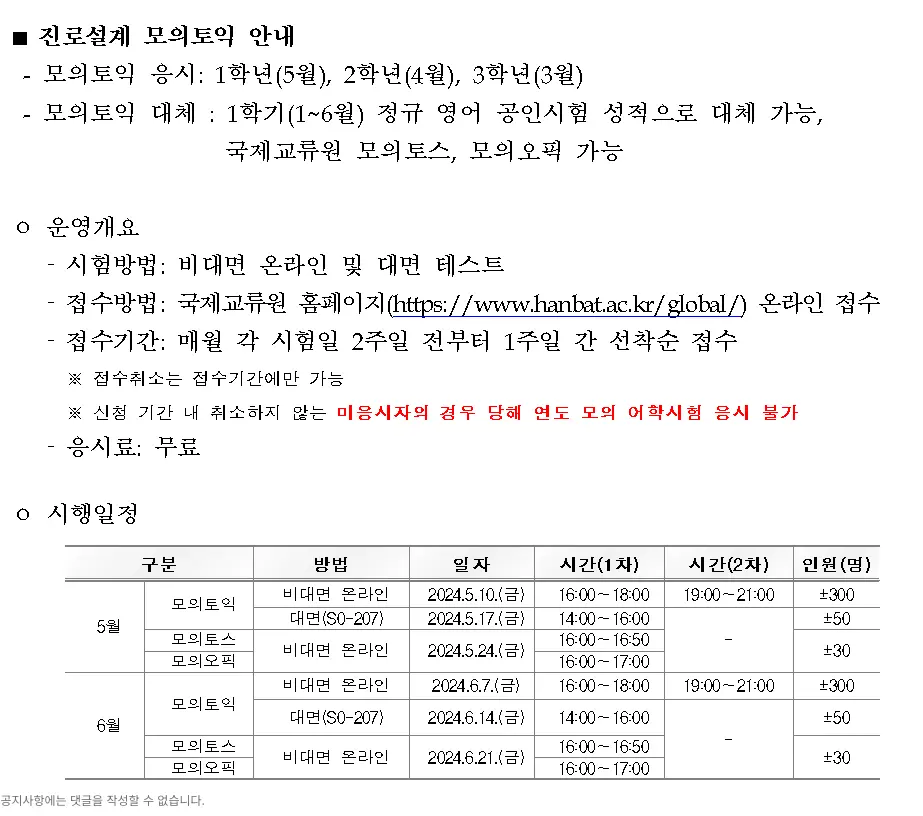 ■ 진로설계 모의토익 안내
- 모의토익 응시: 1학년(5월), 2학년(4월), 3학년(3월)
- 모의토익 대체 : 1학기(1~6월) 정규 영어 공인시험 성적으로 대체 가능,
국제교류원 모의토스, 모의오픽 가능
ㅇ 운영개요
- 시험방법: 비대면 온라인 및 대면 테스트
- 접수방법: 국제교류원 홈페이지(https://www.hanbat.ac.kr/global/) 온라인 접수
- 접수기간: 매월 각 시험일 2주일 전부터 1주일 간 선착순 접수
※ 접수취소는 접수기간에만 가능
※ 신청 기간 내 취소하지 않는 미응시자의 경우 당해 연도 모의 어학시험 응시 불가
- 응시료: 무료
ㅇ 시행일정
구분 방법 일자 시간(1차) 시간(2차) 인원(명)
5월 모의토익 비대면 온라인 2024.5.10.(금) 16:00~18:00 19:00~21:00 ±300
대면(S0-207) 2024.5.17.(금) 14:00~16:00 - ±50
모의토스 비대면 온라인 2024.5.24.(금) 16:00~16:50 ±30
모의오픽 16:00~17:00
6월 모의토익 비대면 온라인 2024.6.7.(금) 16:00~18:00 19:00~21:00 ±300
대면(S0-207) 2024.6.14.(금) 14:00~16:00 - ±50
모의토스 비대면 온라인 2024.6.21.(금) 16:00~16:50 ±30
모의오픽 16:00~17:00
공지사항에는 댓글을 작성할 수 없습니다.